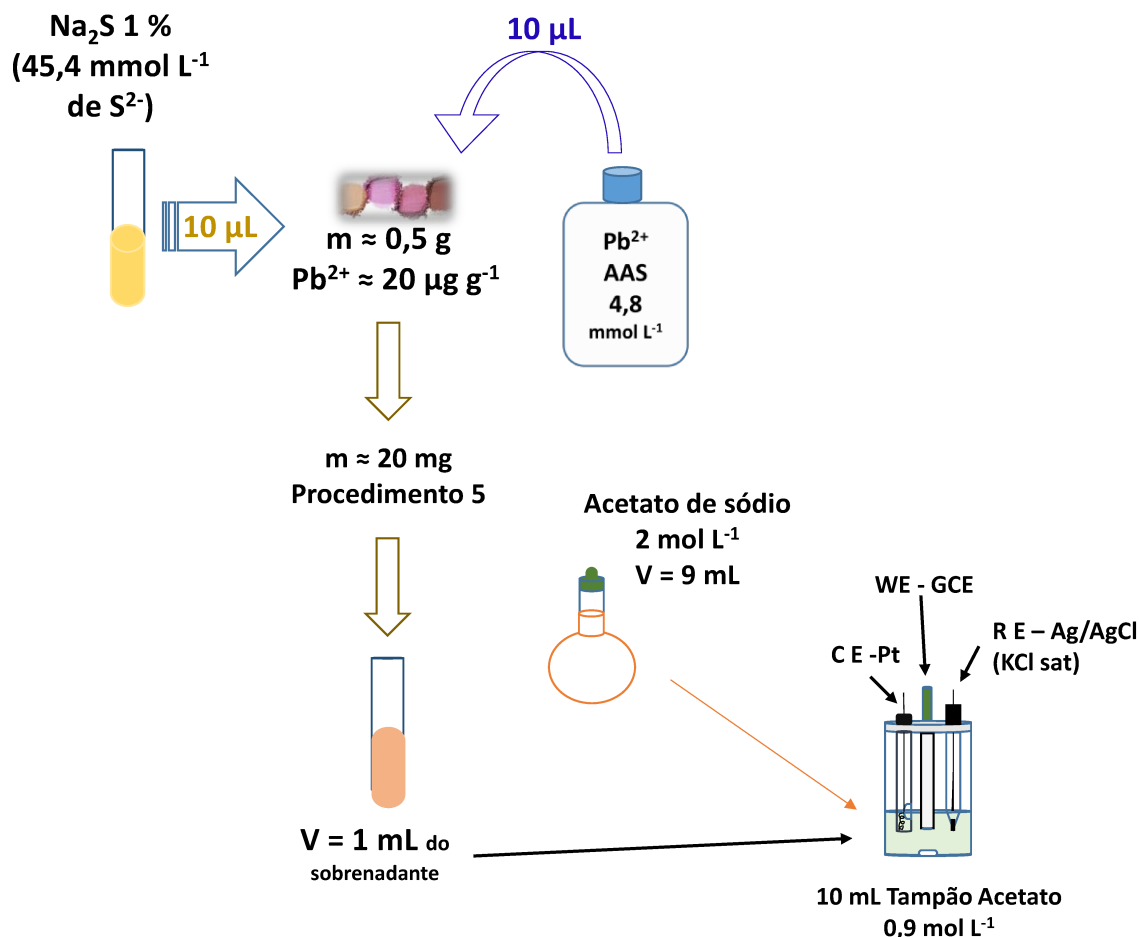 Na₂S 1 %
(45,4 mmol L⁻¹
de S²⁻)
10 µL
10 µL
m ≈ 0,5 g
Pb²⁺ ≈ 20 µg g⁻¹
Pb²⁺
AAS
4,8
mmol L⁻¹
m ≈ 20 mg
Procedimento 5
Acetato de sódio
2 mol L⁻¹
V = 9 mL
WE - GCE
C E -Pt
R E – Ag/AgCl
(KCl sat)
V = 1 mL do
sobrenadante
10 mL Tampão Acetato
0,9 mol L⁻¹